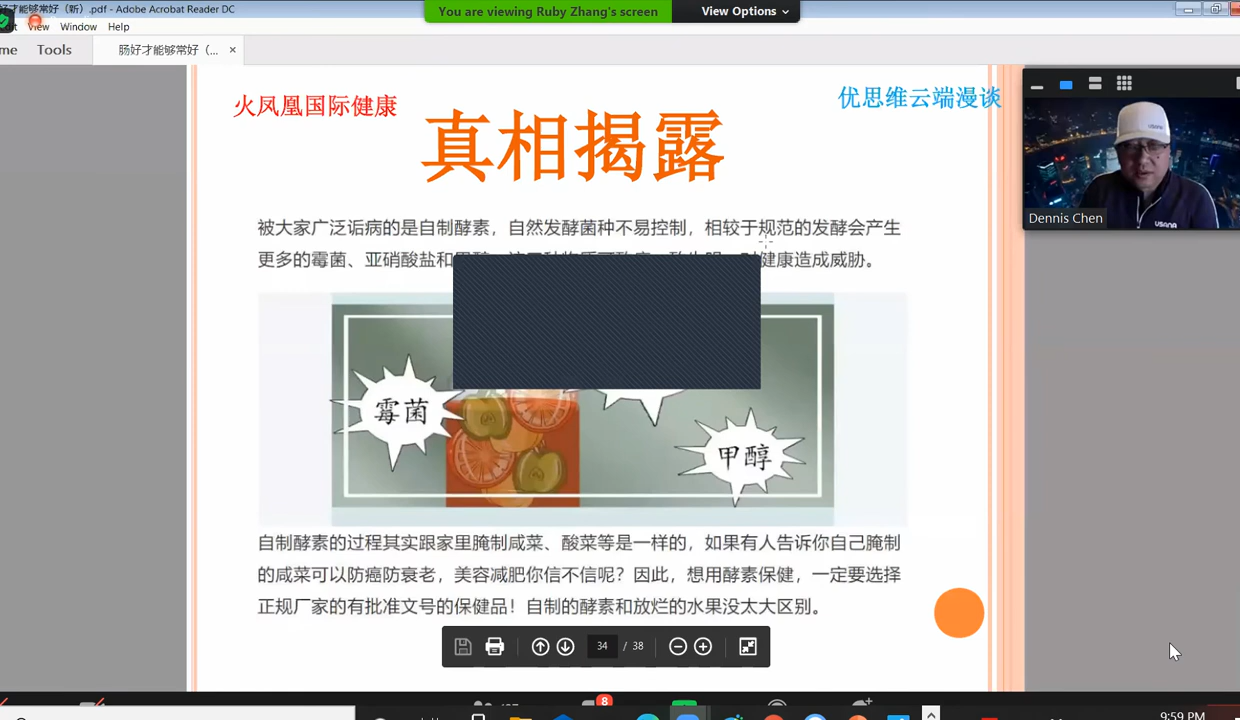 才能够常好（新）.pdf - Adobe Acrobat Reader DC
You are viewing Ruby Zhang's screen
View Options
View Window Help
me Tools 肠好才能够常好（... ×
火凤凰国际健康
优思维云端漫谈
真相揭露
USANA
USANA
Dennis Chen
被大家广泛诟病的是自制酵素，自然发酵菌种不易控制，相较于规范的发酵会产生
更多的霉菌、亚硝酸盐和 健康造成威胁。
霉菌
甲醇
自制酵素的过程其实跟家里腌制咸菜、酸菜等是一样的，如果有人告诉你自己腌制
的咸菜可以防癌防衰老，美容减肥你信不信呢？因此，想用酵素保健，一定要选择
正规厂家的有批准文号的保健品！自制的酵素和放烂的水果没太大区别。
34 / 38
8
9:59 PM